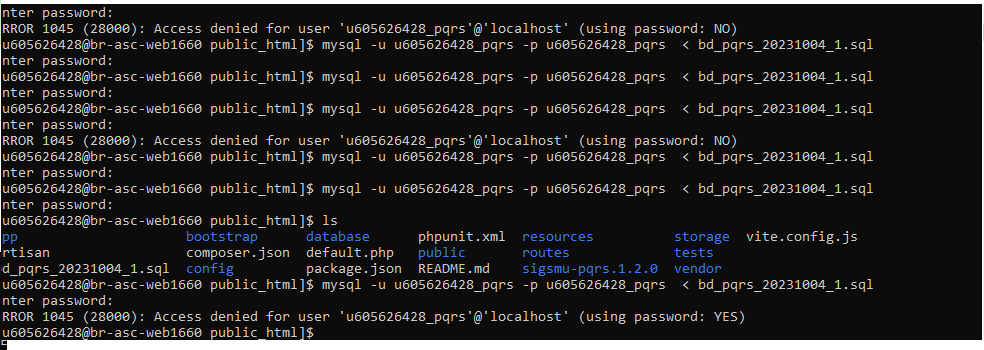 nter password:
RROR 1045 (28000): Access denied for user 'u605626428_pqrs'@'localhost' (using password: NO)
u605626428@br-asc-web1660 public_html]$ mysql -u u605626428_pqrs -p u605626428_pqrs  < bd_pqrs_20231004_1.sql
nter password:
u605626428@br-asc-web1660 public_html]$ mysql -u u605626428_pqrs -p u605626428_pqrs  < bd_pqrs_20231004_1.sql
nter password:
u605626428@br-asc-web1660 public_html]$ mysql -u u605626428_pqrs -p u605626428_pqrs  < bd_pqrs_20231004_1.sql
nter password:
RROR 1045 (28000): Access denied for user 'u605626428_pqrs'@'localhost' (using password: NO)
u605626428@br-asc-web1660 public_html]$ mysql -u u605626428_pqrs -p u605626428_pqrs  < bd_pqrs_20231004_1.sql
nter password:
u605626428@br-asc-web1660 public_html]$ mysql -u u605626428_pqrs -p u605626428_pqrs  < bd_pqrs_20231004_1.sql
nter password:
u605626428@br-asc-web1660 public_html]$ ls
pp bootstrap database phpunit.xml resources storage vite.config.js
rtisan composer.json default.php public routes tests
d_pqrs_20231004_1.sql config package.json README.md sigsmu-pqrs.1.2.0 vendor
u605626428@br-asc-web1660 public_html]$ mysql -u u605626428_pqrs -p u605626428_pqrs  < bd_pqrs_20231004_1.sql
nter password:
RROR 1045 (28000): Access denied for user 'u605626428_pqrs'@'localhost' (using password: YES)
u605626428@br-asc-web1660 public_html]$